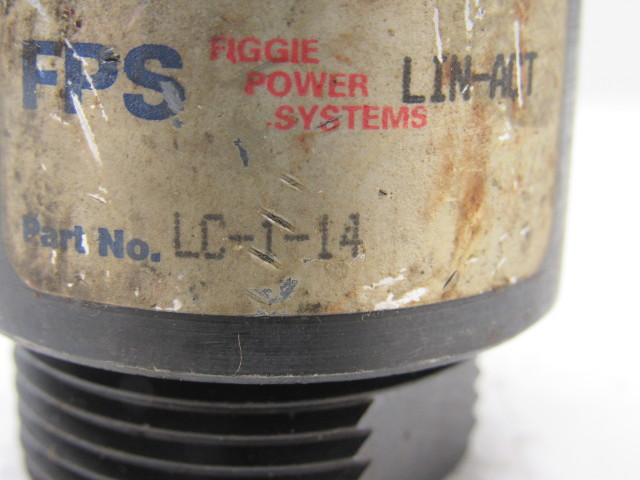 FPS FIGGIE POWER SYSTEMS LIN-ACT
Part No. LC-1-14